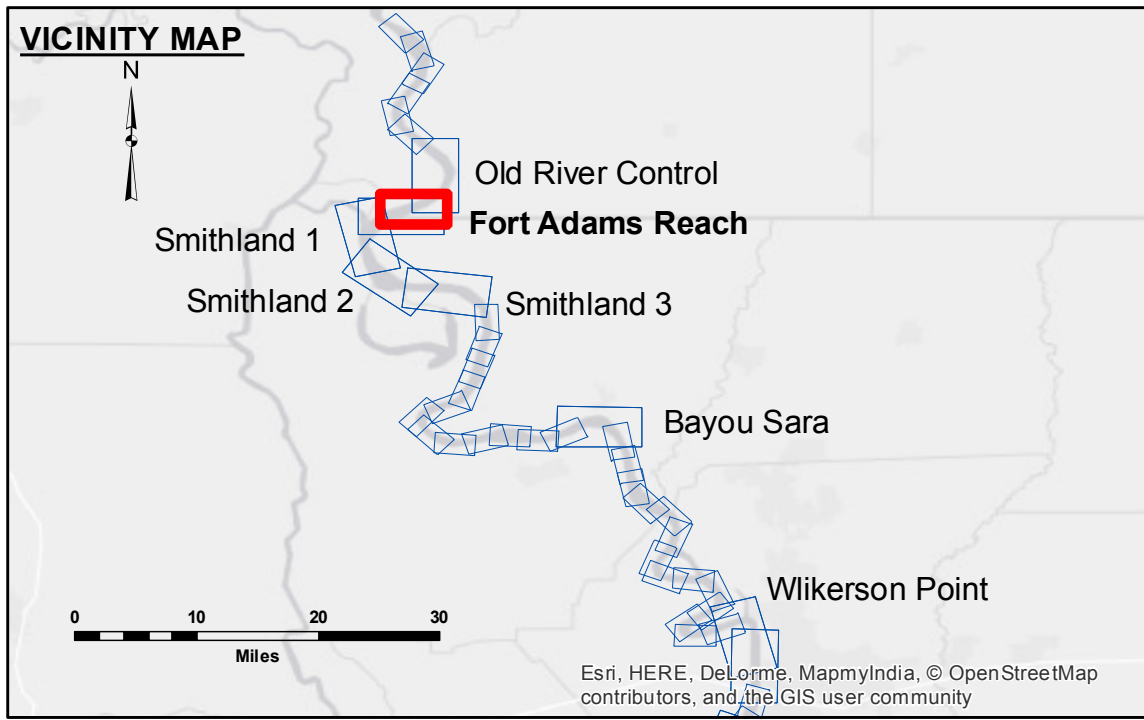 VICINITY MAP
N
Old River Control
Fort Adams Reach
Smithland 1
Smithland 2
Smithland 3
Bayou Sara
Wlikerson Point
0 10 20 30
Miles
Esri, HERE, DeLorme, MapmyIndia, © OpenStreetMap
contributors, and the GIS user community